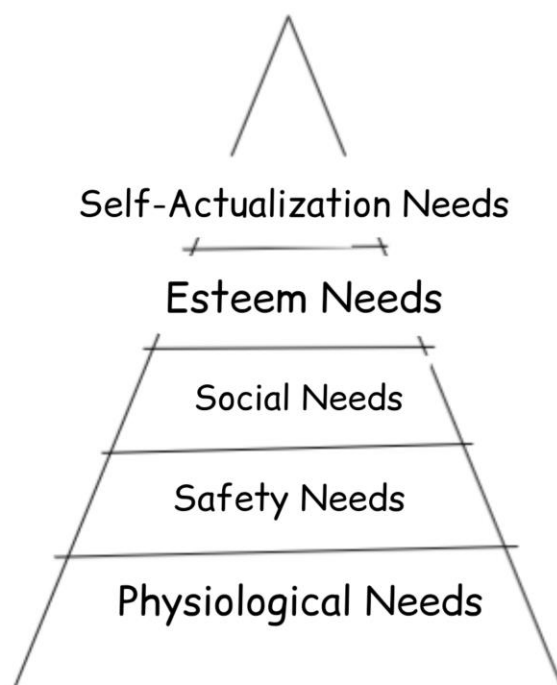 Self-Actualization Needs
Esteem Needs
Social Needs
Safety Needs
Physiological Needs